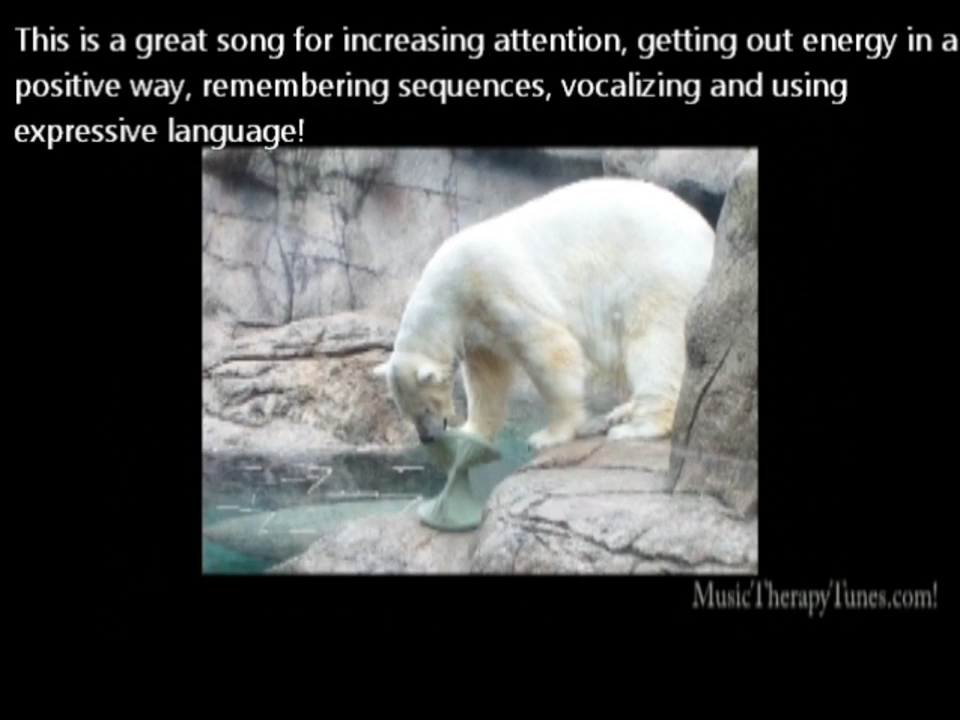 This is a great song for increasing attention, getting out energy in a
positive way, remembering sequences, vocalizing and using
expressive language!
MusicTherapyTunes.com!